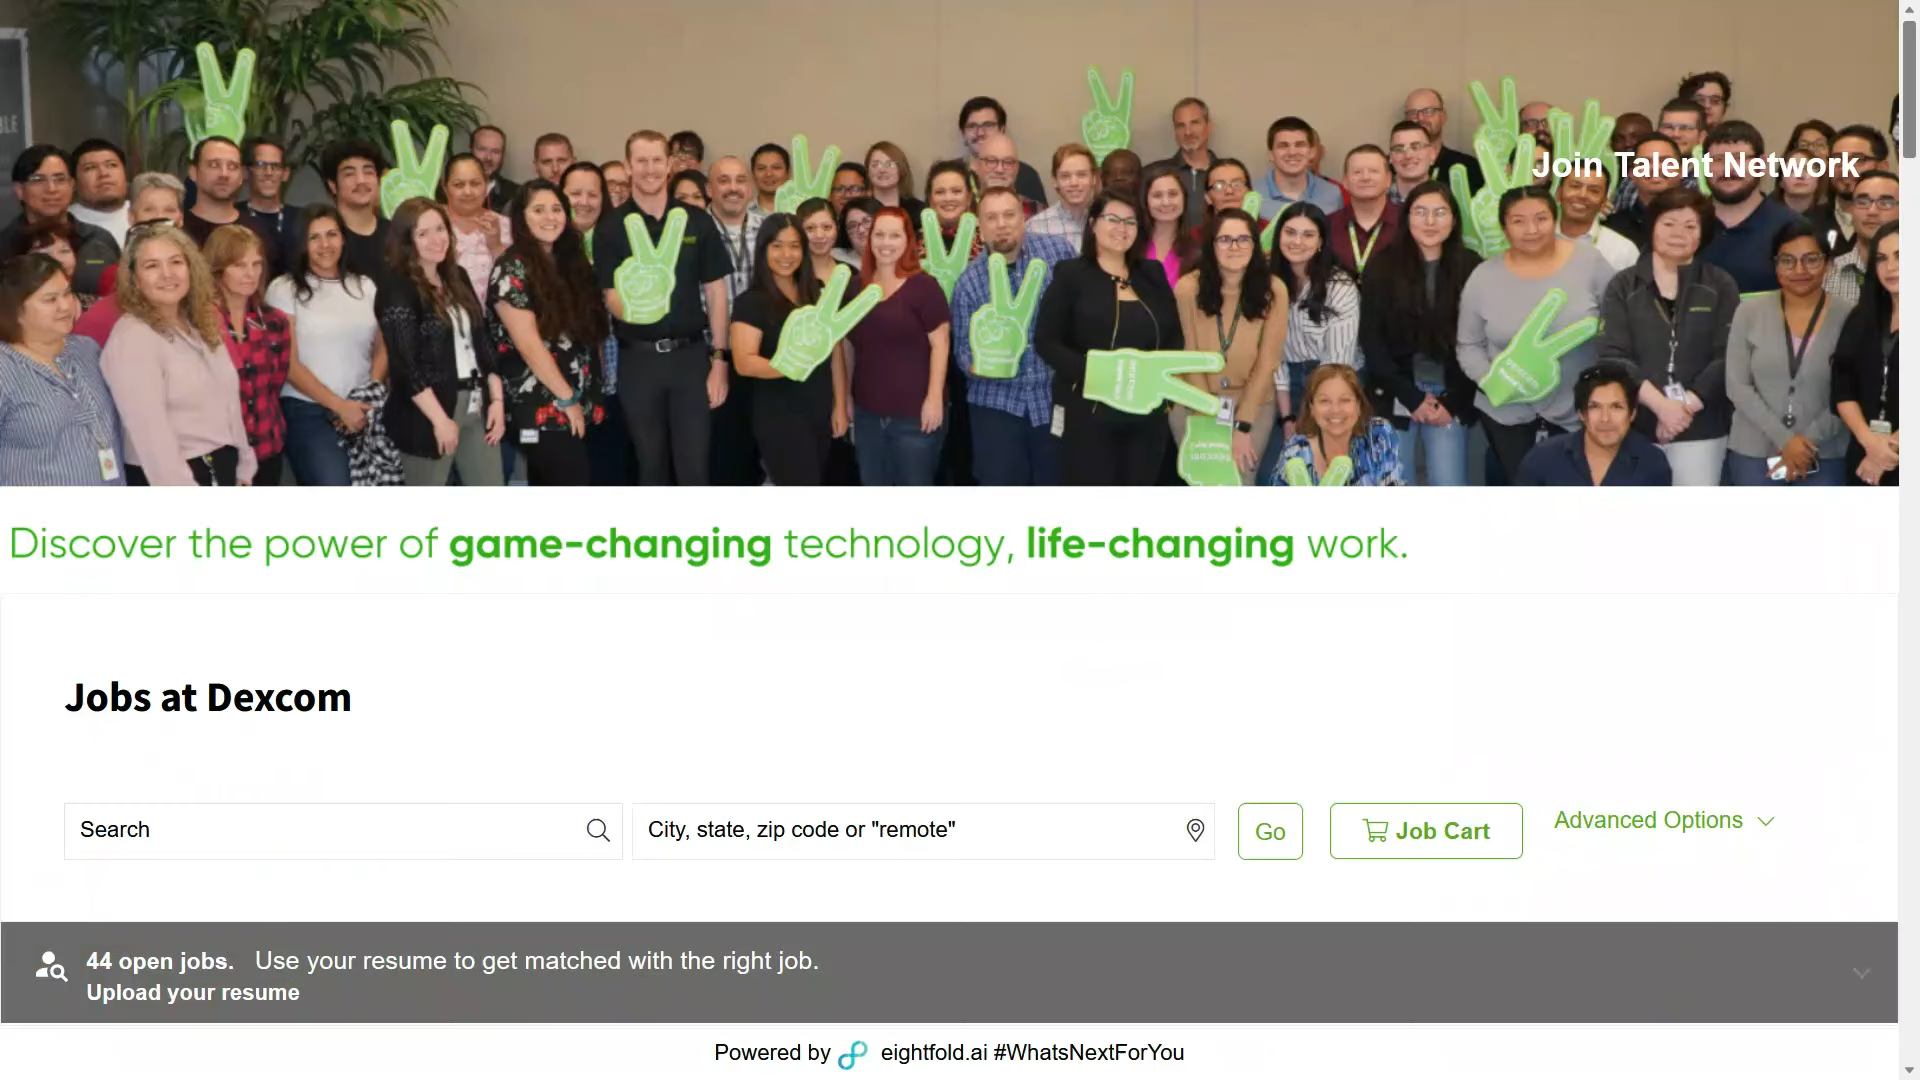 Join Talent Network
Discover the power of game-changing technology, life-changing work.
Jobs at Dexcom
Search
City, state, zip code or "remote"
Go
Job Cart
Advanced Options
44 open jobs. Use your resume to get matched with the right job.
Upload your resume
Powered by eightfold.ai #WhatsNextForYou